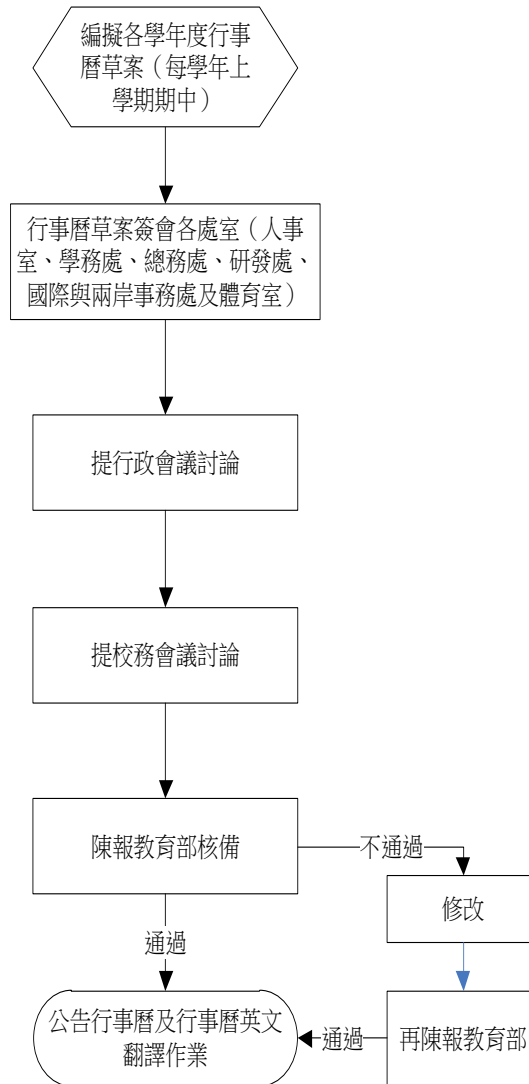 編擬各學年度行事
曆草案（每學年上
學期期中）
行事曆草案簽會各處室（人事
室、學務處、總務處、研發處、
國際與兩岸事務處及體育室）
提行政會議討論
提校務會議討論
陳報教育部核備
不通過
修改
通過
公告行事曆及行事曆英文
翻譯作業
通過
再陳報教育部